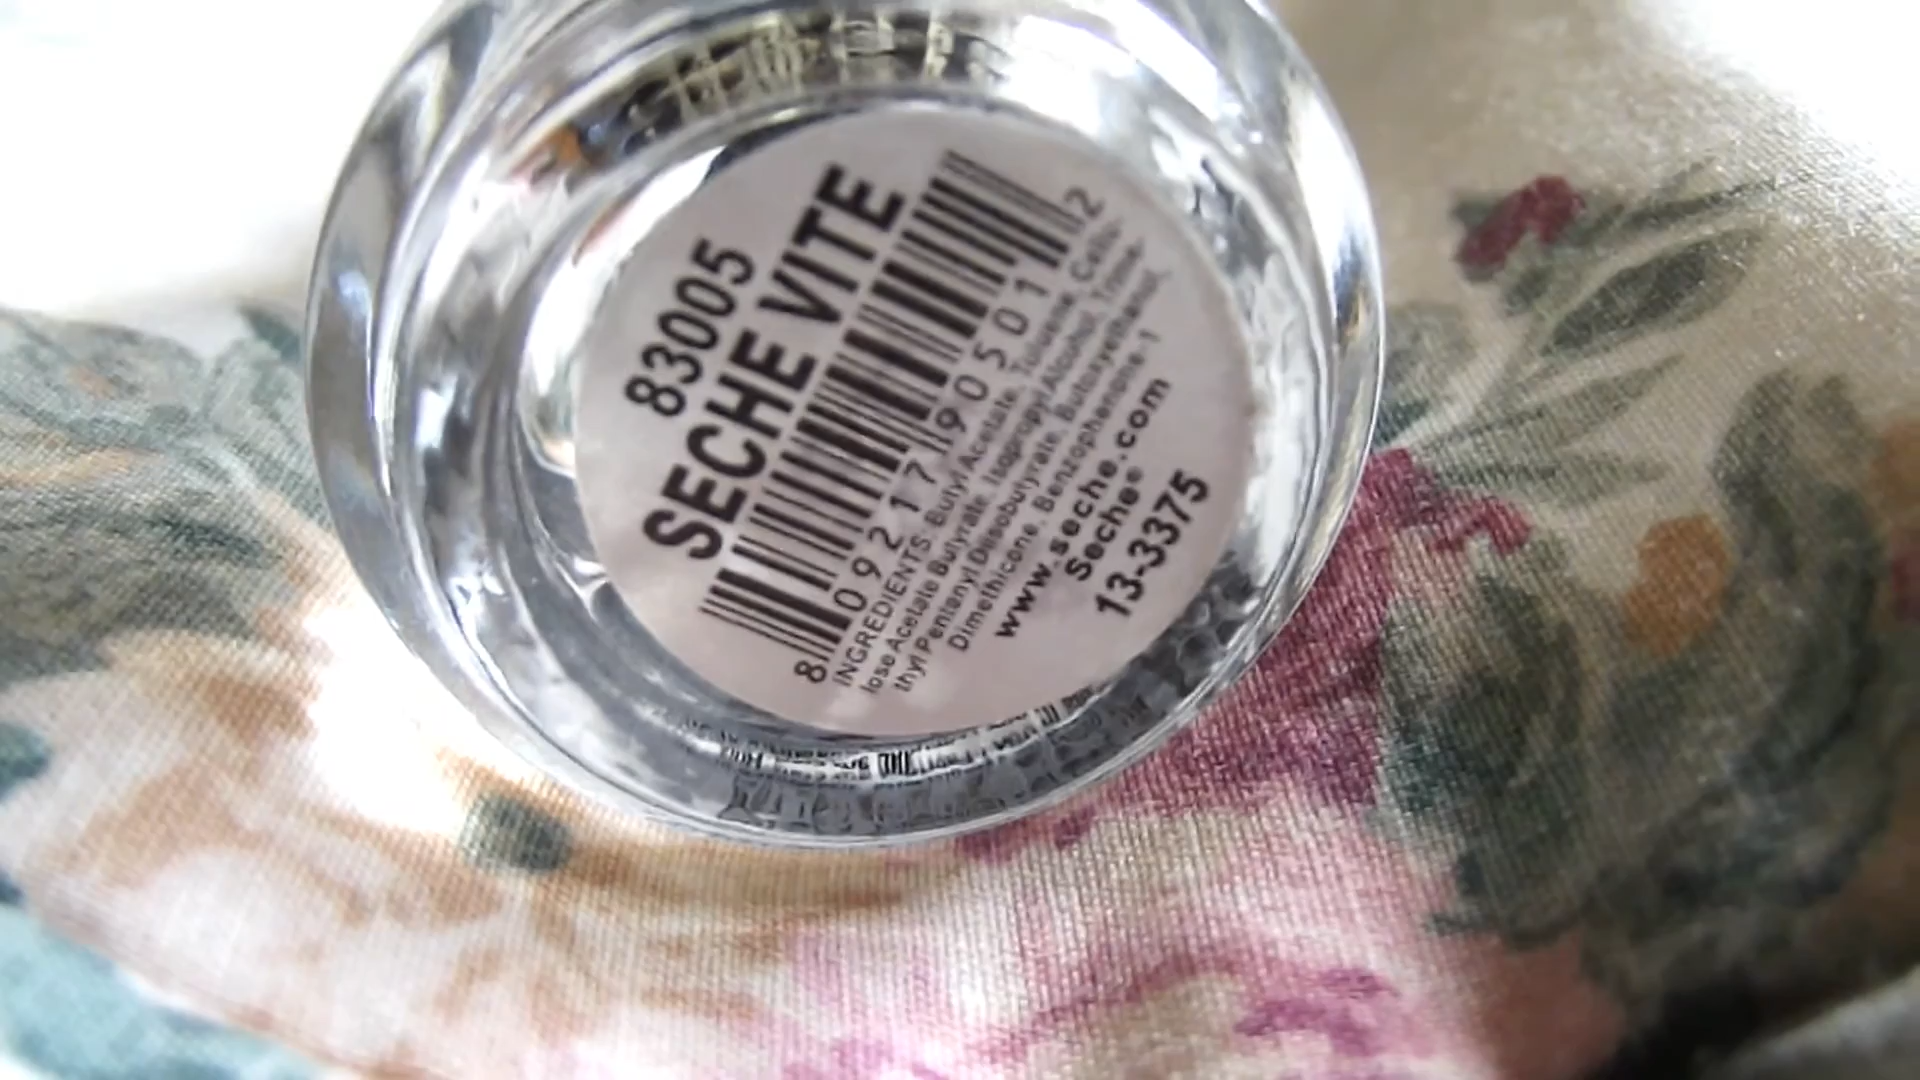 83005
SECHE VITE
8 09217 90501 2
INGREDIENTS: Butyl Acetate, Toluene, Cellu-
lose Acetate Butyrate, Isopropyl Alcohol, Trime-
thyl Pentanyl Diisobutyrate, Butoxyethanol,
Dimethicone, Benzophenone-1
www.seche.com
Seche®
13-3375